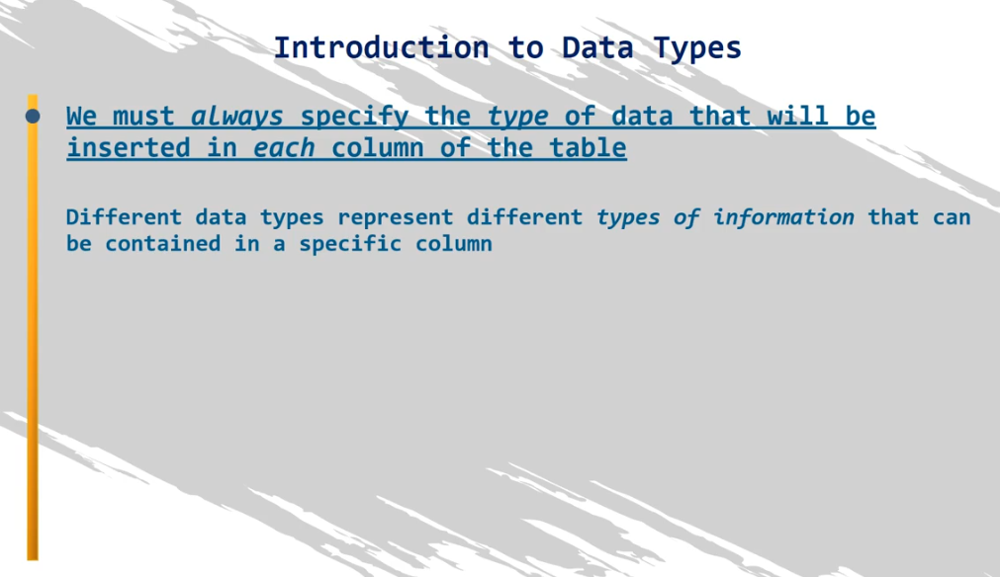 Introduction to Data Types
We must always specify the type of data that will be
inserted in each column of the table
Different data types represent different types of information that can
be contained in a specific column